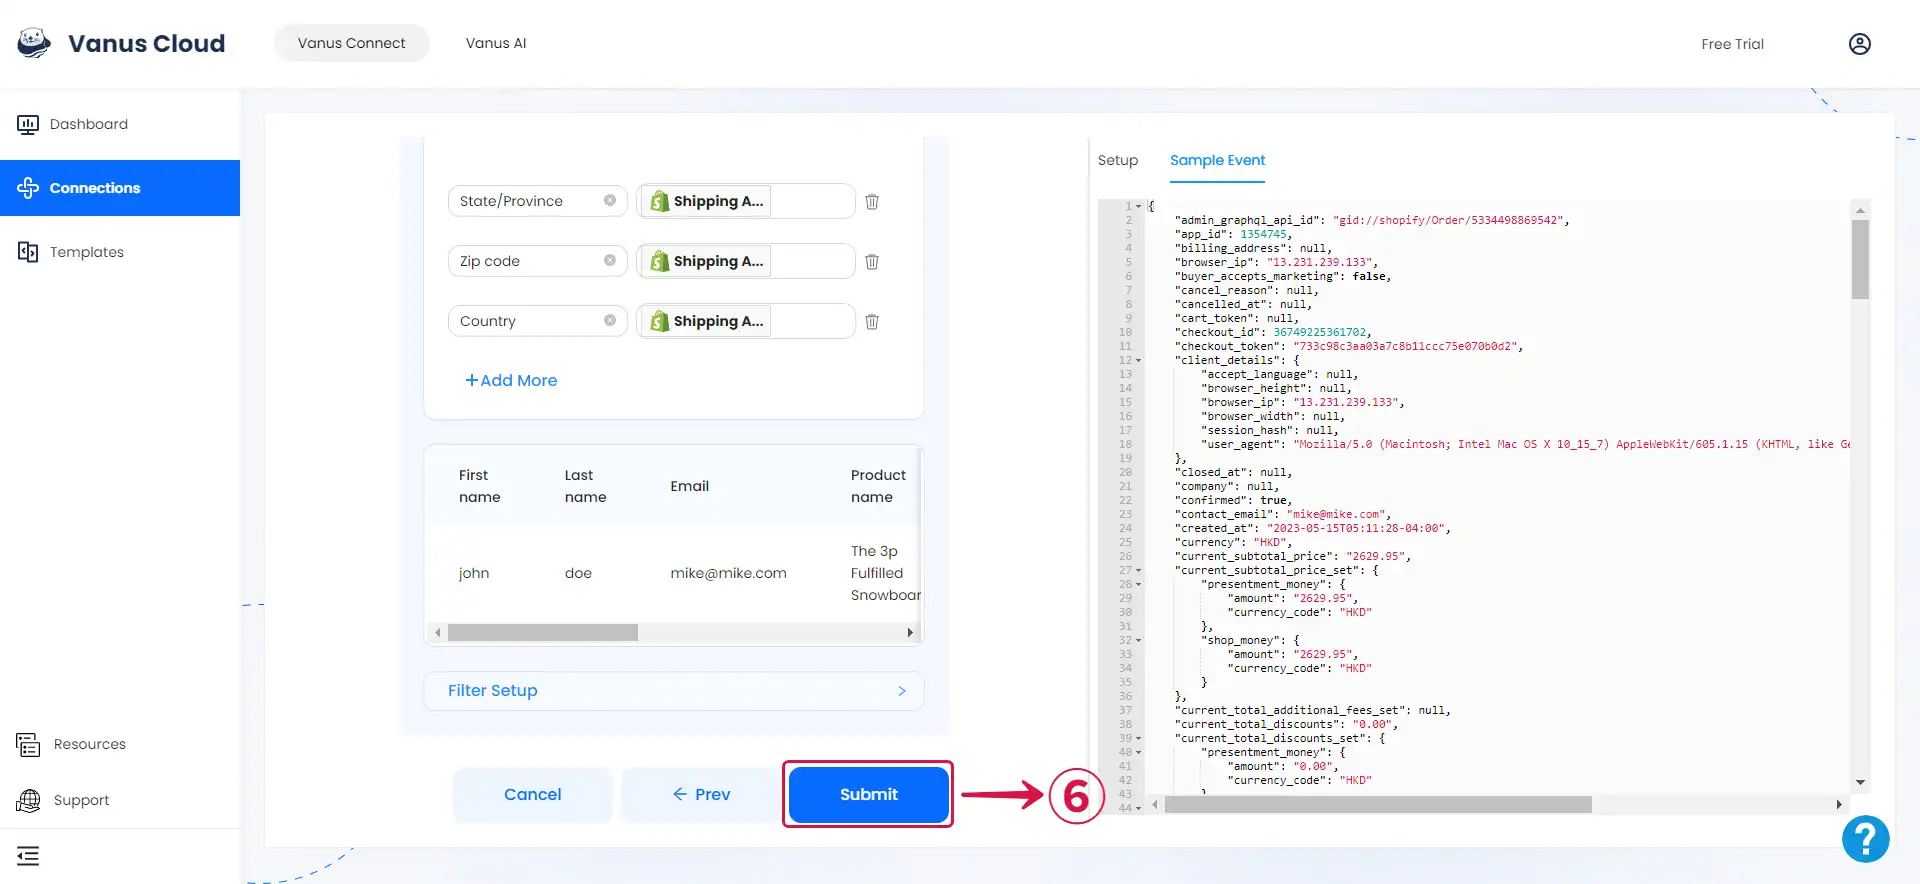 Vanus Cloud
Vanus Connect
Vanus AI
Free Trial
Dashboard
Connections
Templates
Resources
Support
State/Province
Shipping A...
Zip code
Shipping A...
Country
Shipping A...
+Add More
First name
Last name
Email
Product name
john
doe
mike@mike.com
The 3p
Fulfilled
Snowboar
Filter Setup
Cancel
← Prev
Submit
6
Setup
Sample Event
1 {
2 "admin_graphql_api_id": "gid://shopify/Order/5334498869542",
3 "app_id": 1354745,
4 "billing_address": null,
5 "browser_ip": "13.231.239.133",
6 "buyer_accepts_marketing": false,
7 "cancel_reason": null,
8 "cancelled_at": null,
9 "cart_token": null,
10 "checkout_id": 36749225361702,
11 "checkout_token": "733c98c3aa03a7c8b11ccc75e070b0d2",
12 "client_details": {
13 "accept_language": null,
14 "browser_height": null,
15 "browser_ip": "13.231.239.133",
16 "browser_width": null,
17 "session_hash": null,
18 "user_agent": "Mozilla/5.0 (Macintosh; Intel Mac OS X 10_15_7) AppleWebKit/605.1.15 (KHTML, like Ge
19 },
20 "closed_at": null,
21 "company": null,
22 "confirmed": true,
23 "contact_email": "mike@mike.com",
24 "created_at": "2023-05-15T05:11:28-04:00",
25 "currency": "HKD",
26 "current_subtotal_price": "2629.95",
27 "current_subtotal_price_set": {
28 "presentment_money": {
29 "amount": "2629.95",
30 "currency_code": "HKD"
31 },
32 "shop_money": {
33 "amount": "2629.95",
34 "currency_code": "HKD"
35 }
36 },
37 "current_total_additional_fees_set": null,
38 "current_total_discounts": "0.00",
39 "current_total_discounts_set": {
40 "presentment_money": {
41 "amount": "0.00",
42 "currency_code": "HKD"
43 }
44
?